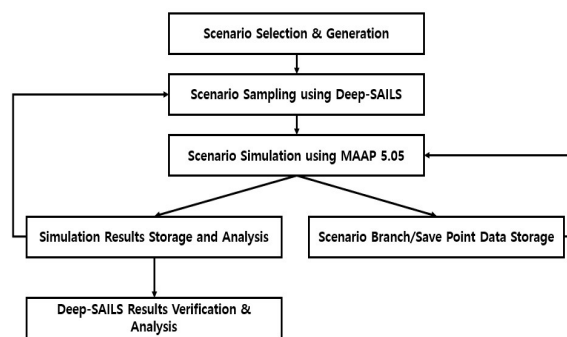 Scenario Selection & Generation
Scenario Sampling using Deep-SAILS
Scenario Simulation using MAAP 5.05
Simulation Results Storage and Analysis
Scenario Branch/Save Point Data Storage
Deep-SAILS Results Verification &
Analysis